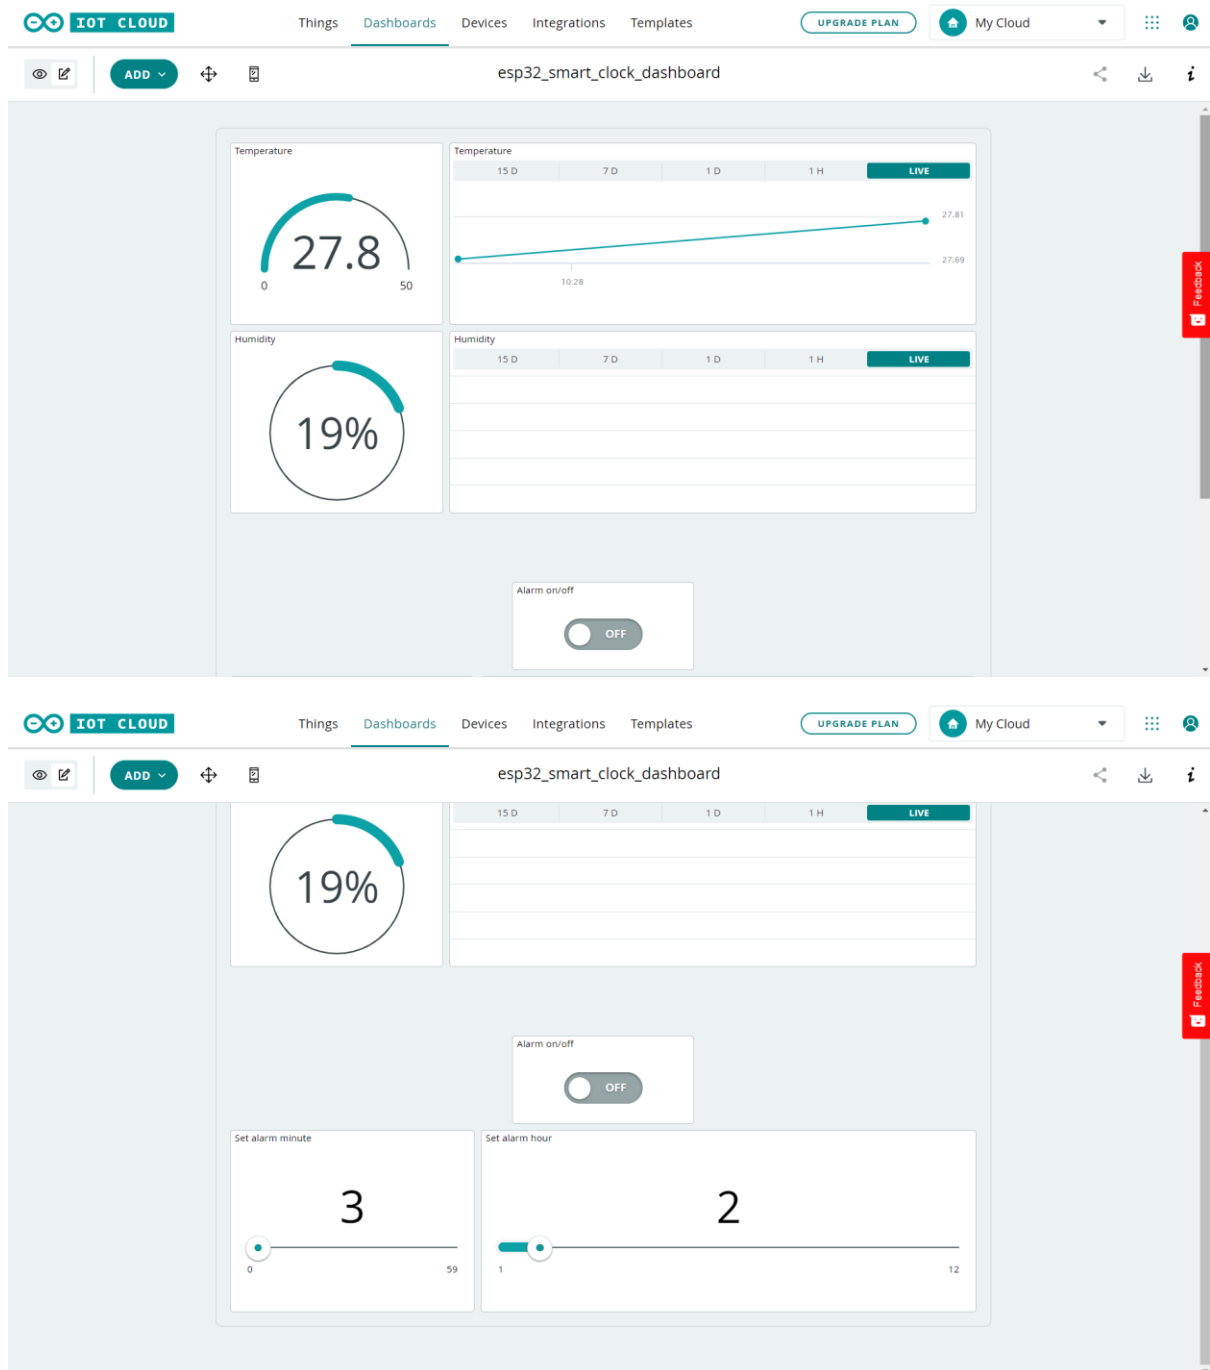 IOT CLOUD Things Dashboards Devices Integrations Templates UPGRADE PLAN My Cloud
ADD esp32_smart_clock_dashboard i
Temperature
27.8
0 50
Temperature
15 D 7 D 1 D 1 H LIVE
27.81
27.69
10:28
Feedback
Humidity
19%
Humidity
15 D 7 D 1 D 1 H LIVE
Alarm on/off
OFF
IOT CLOUD Things Dashboards Devices Integrations Templates UPGRADE PLAN My Cloud
ADD esp32_smart_clock_dashboard i
19%
15 D 7 D 1 D 1 H LIVE
Feedback
Alarm on/off
OFF
Set alarm minute
3
0 59
Set alarm hour
2
1 12